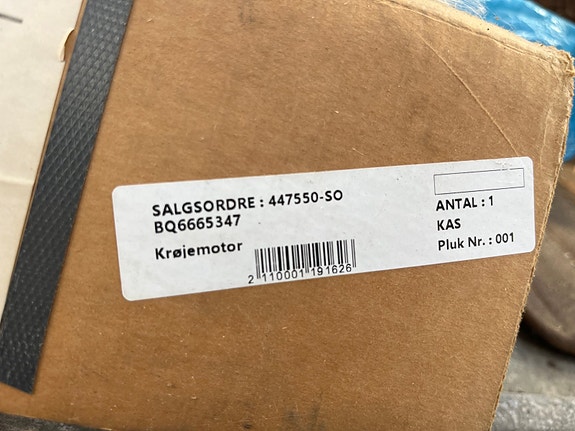 SALGSORDRE : 447550-SO
BQ6665347
Krøjemotor
2 110001 191626
ANTAL : 1
KAS
Pluk Nr. : 001